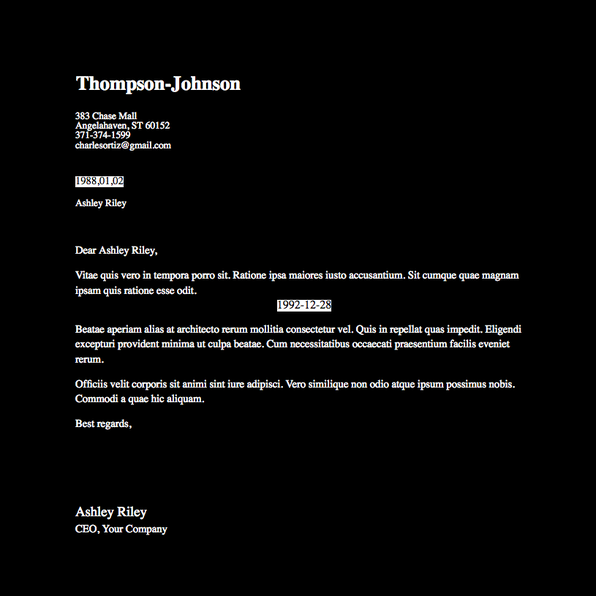 Thompson-Johnson
383 Chase Mall
Angelahaven, ST 60152
371-374-1599
charlesortiz@gmail.com
1988,01,02
Ashley Riley
Dear Ashley Riley,
Vitae quis vero in tempora porro sit. Ratione ipsa maiores iusto accusantium. Sit cumque quae magnam
ipsam quis ratione esse odit.
1992-12-28
Beatae aperiam alias at architecto rerum mollitia consectetur vel. Quis in repellat quas impedit. Eligendi
excepturi provident minima ut culpa beatae. Cum necessitatibus occaecati praesentium facilis eveniet
rerum.
Officiis velit corporis sit animi sint iure adipisci. Vero similique non odio atque ipsum possimus nobis.
Commodi a quae hic aliquam.
Best regards,
Ashley Riley
CEO, Your Company